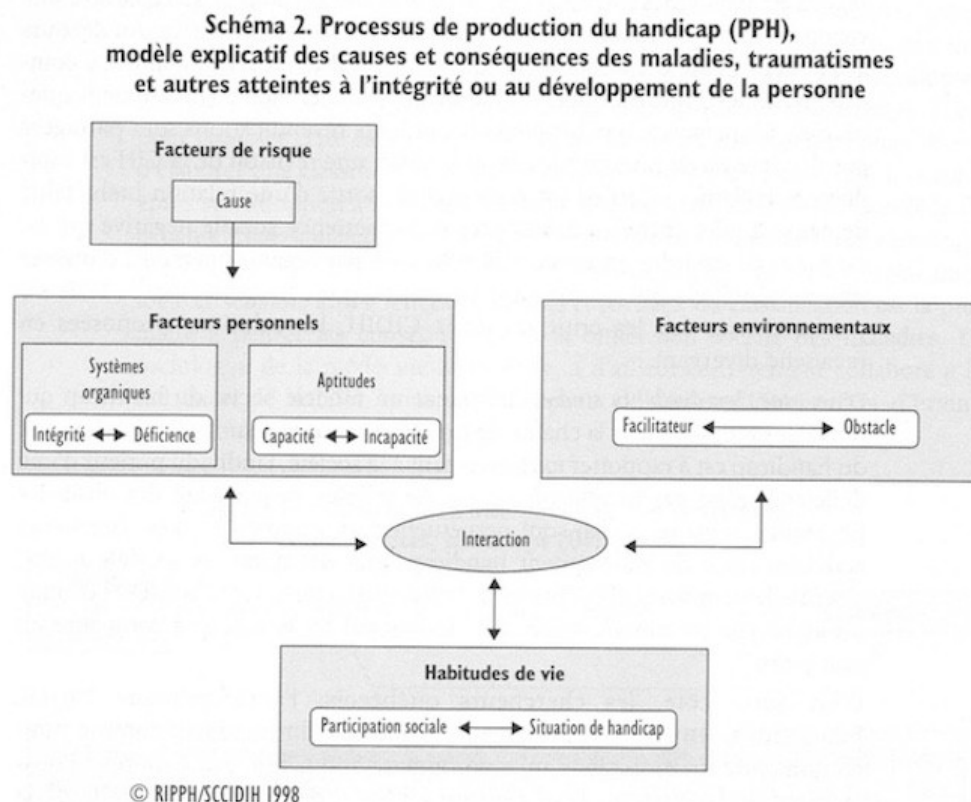 Schéma 2. Processus de production du handicap (PPH),
modèle explicatif des causes et conséquences des maladies, traumatismes
et autres atteintes à l'intégrité ou au développement de la personne
Facteurs de risque
Cause
Facteurs personnels
Systèmes
organiques
Intégrité
Déficience
Aptitudes
Capacité
Incapacité
Facteurs environnementaux
Facilitateur
Obstacle
Interaction
Habitudes de vie
Participation sociale
Situation de handicap
© RIPPH/SCCIDIH 1998